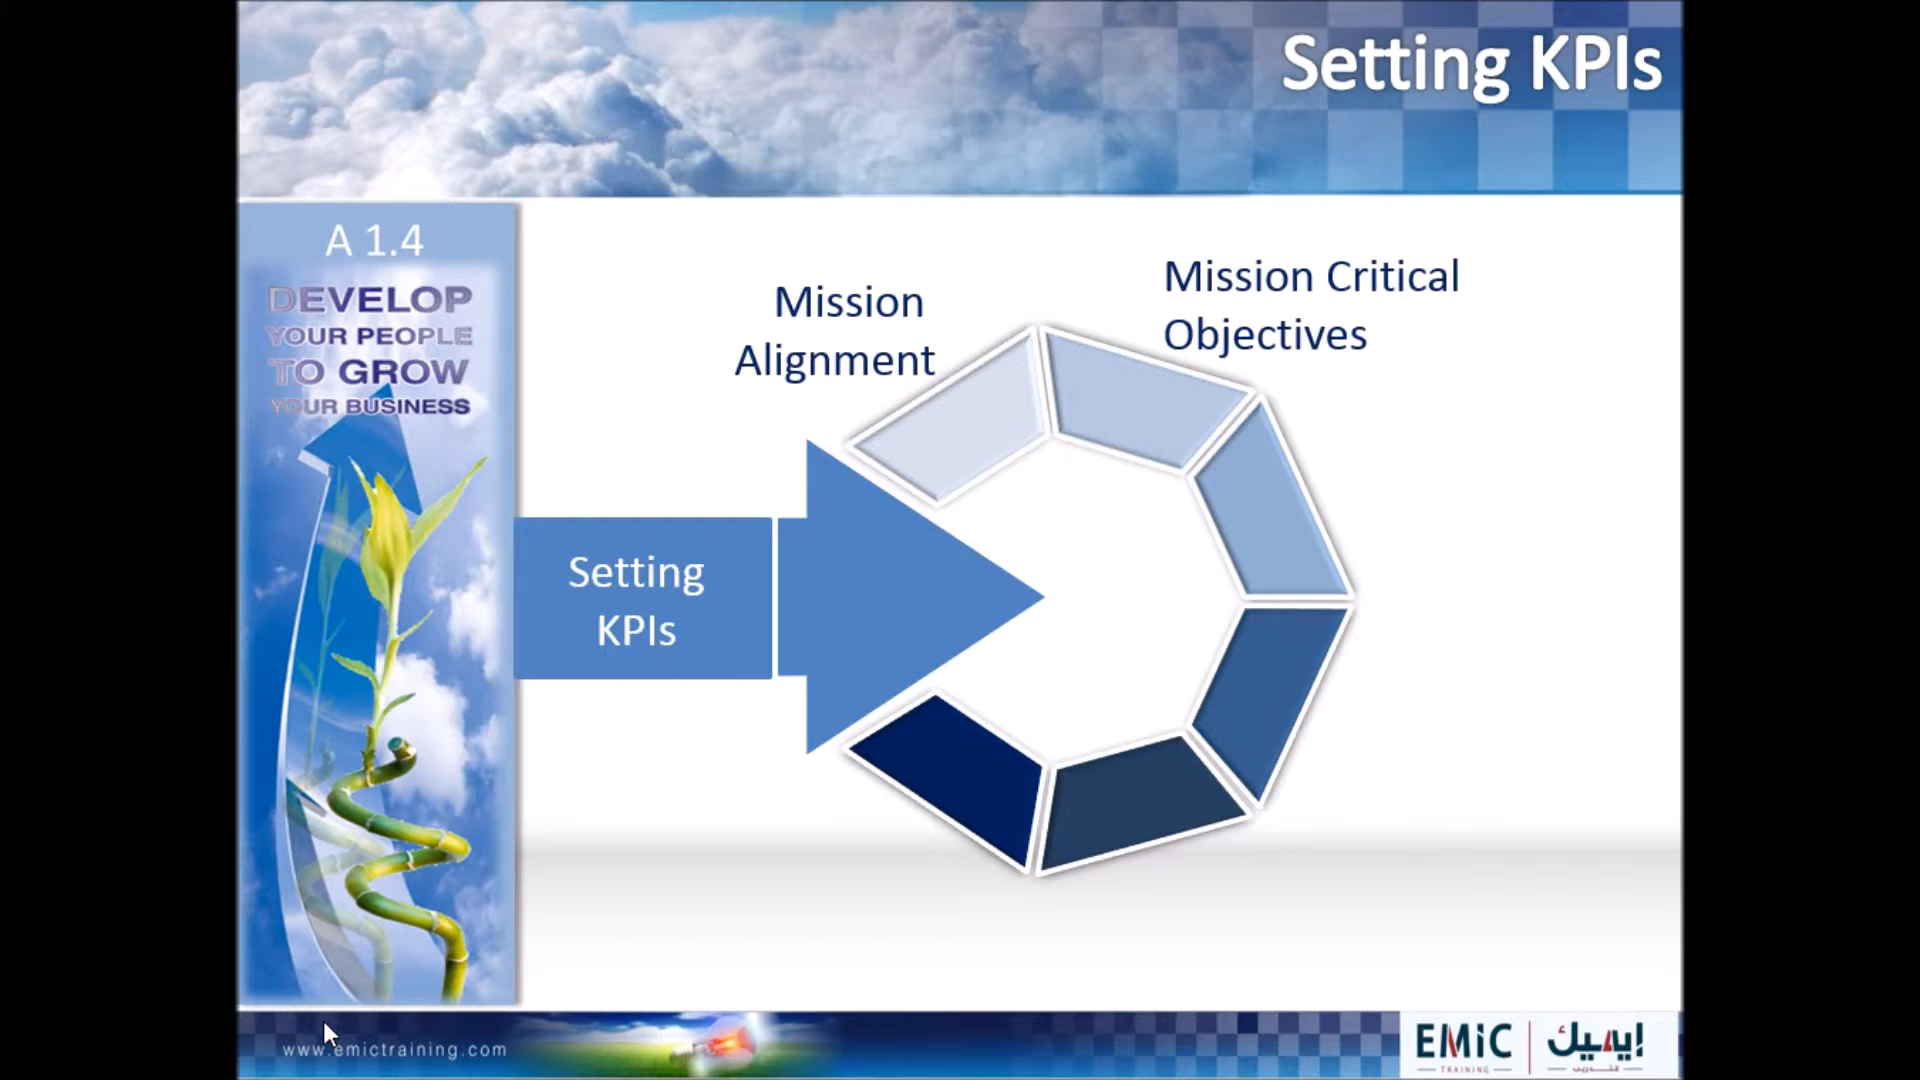 Setting KPIs
A 1.4
DEVELOP
YOUR PEOPLE
TO GROW
YOUR BUSINESS
Mission
Alignment
Mission Critical
Objectives
Setting
KPIs
www.emictraining.com
EMiC
TRAINING
ايميك